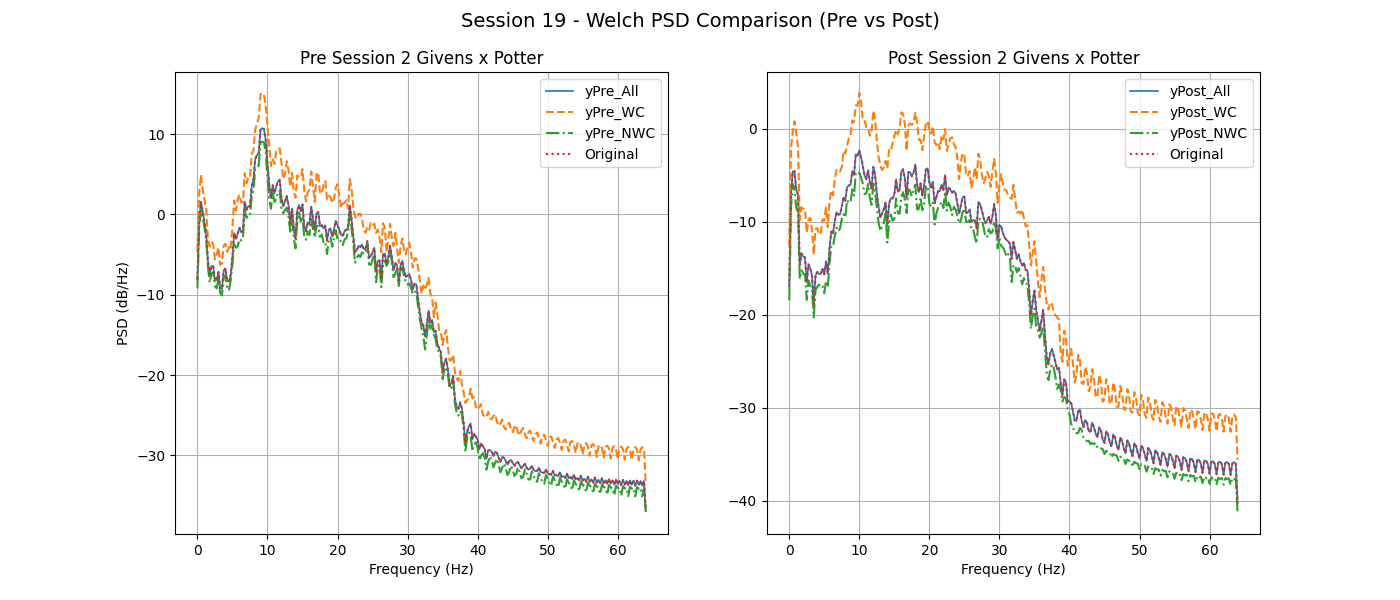 Session 19 - Welch PSD Comparison (Pre vs Post)
Pre Session 2 Givens x Potter
yPre_All
yPre_WC
yPre_NWC
Original
PSD (dB/Hz)
10
0
−10
−20
−30
0 10 20 30 40 50 60
Frequency (Hz)
Post Session 2 Givens x Potter
yPost_All
yPost_WC
yPost_NWC
Original
0
−10
−20
−30
−40
0 10 20 30 40 50 60
Frequency (Hz)